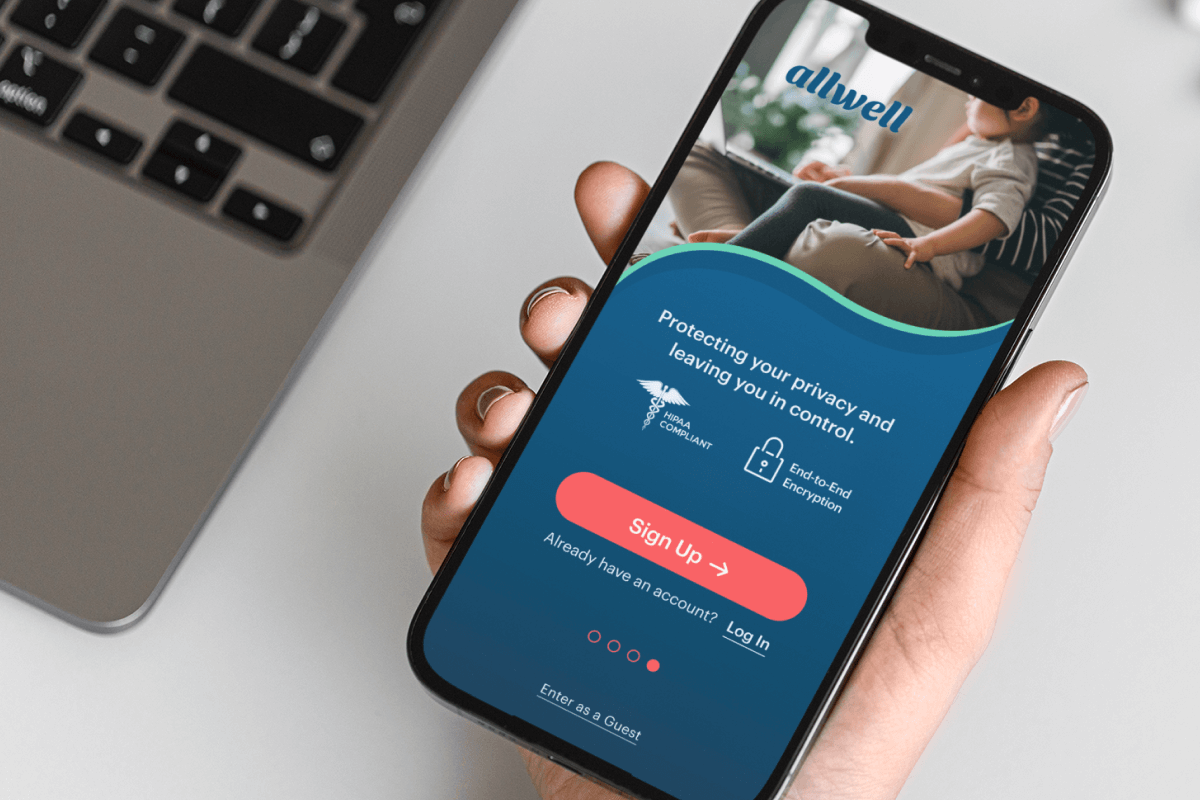 option
allwell
Protecting your privacy and
leaving you in control.
HIPAA
COMPLIANT
End-to-End
Encryption
Sign Up →
Already have an account? Log In
Enter as a Guest